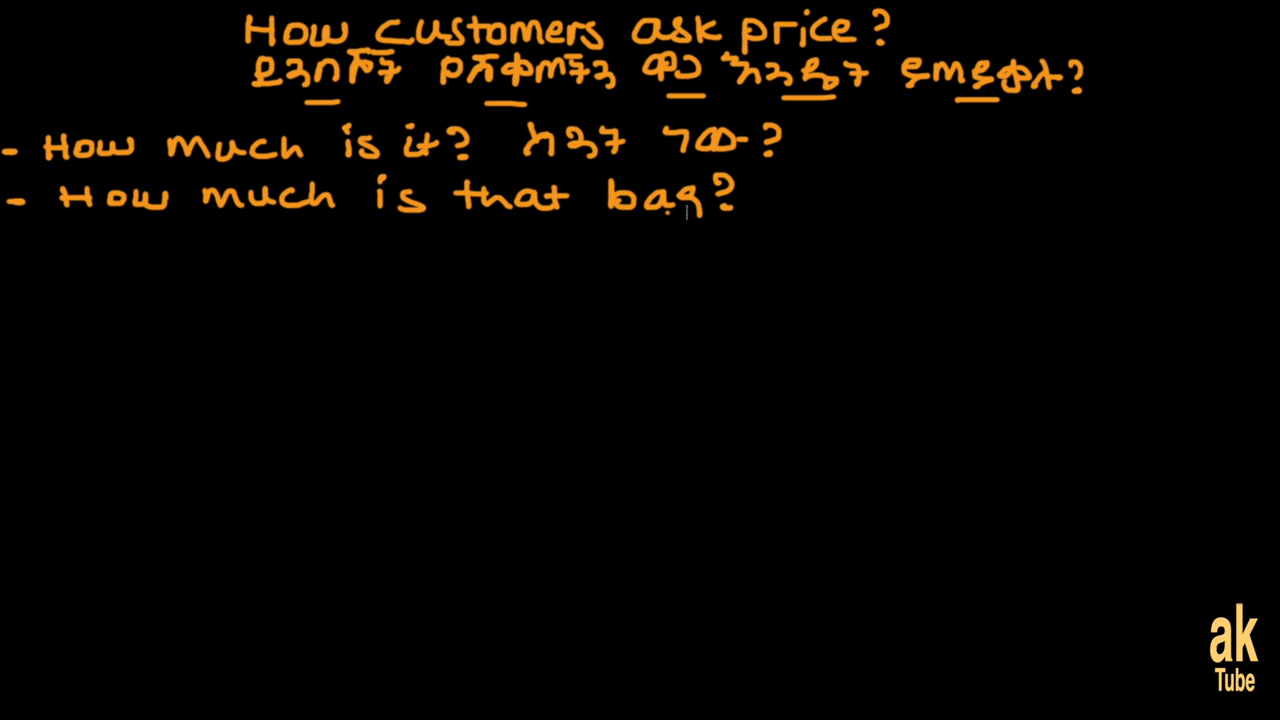 How customers ask price?
ደንበኞች የሸቀጦችን ዋጋ እንዴት ይጠይቃሉ?
- How much is it? ስንት ነው?
- How much is that bag?
ak
Tube